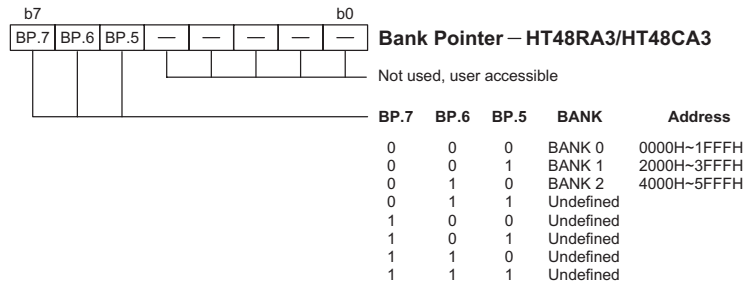 b7 b0
BP.7 BP.6 BP.5 — — — — —
Bank Pointer — HT48RA3/HT48CA3
Not used, user accessible
BP.7 BP.6 BP.5 BANK Address
0 0 0 BANK 0 0000H~1FFFH
0 0 1 BANK 1 2000H~3FFFH
0 1 0 BANK 2 4000H~5FFFH
0 1 1 Undefined
1 0 0 Undefined
1 0 1 Undefined
1 1 0 Undefined
1 1 1 Undefined